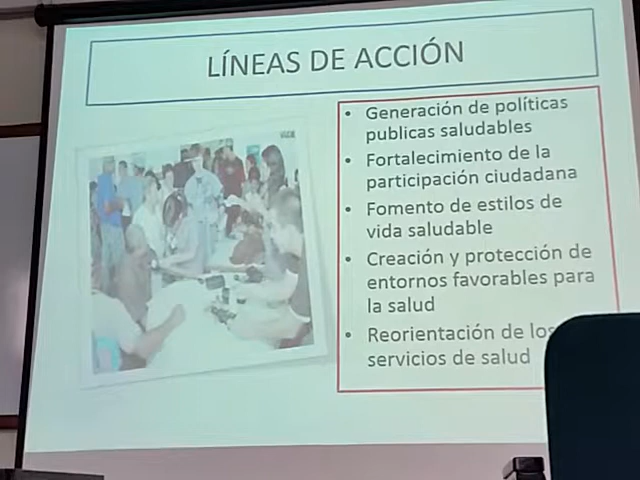 LÍNEAS DE ACCIÓN
• Generación de políticas
publicas saludables
• Fortalecimiento de la
participación ciudadana
• Fomento de estilos de
vida saludable
• Creación y protección de
entornos favorables para
la salud
• Reorientación de los
servicios de salud